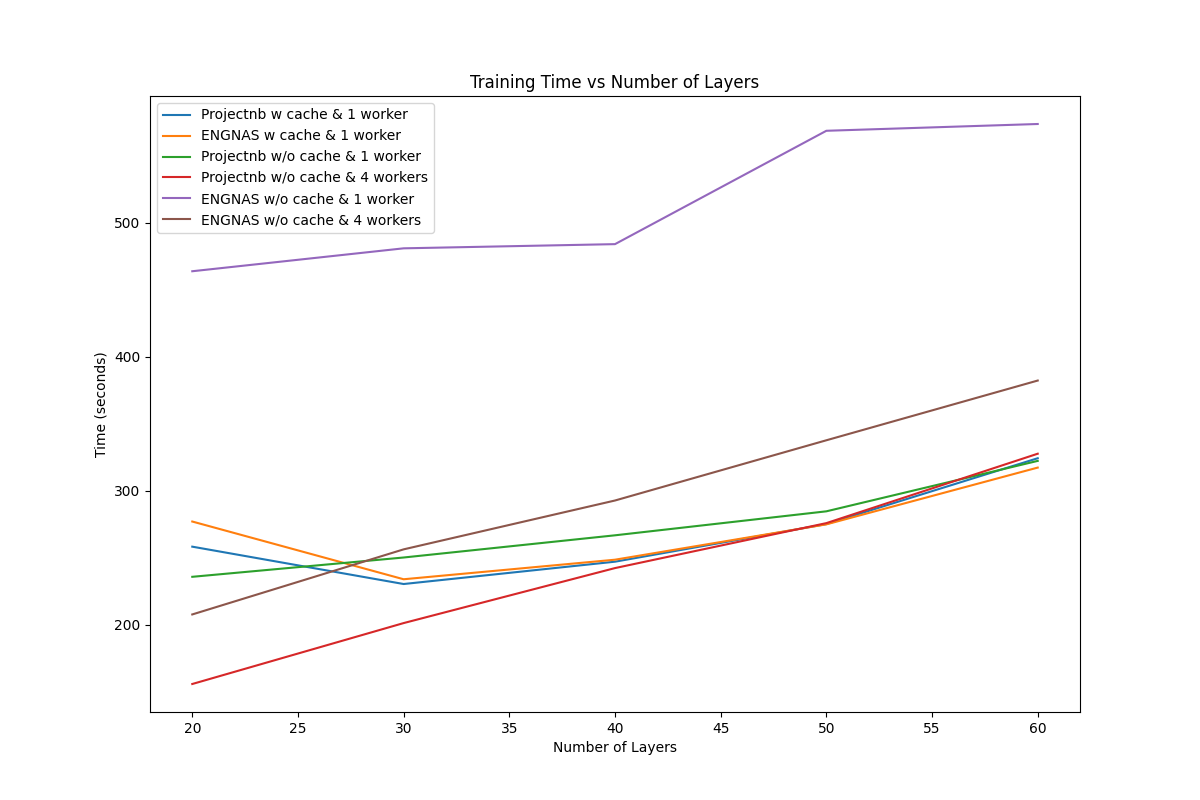 Training Time vs Number of Layers
Projectnb w cache & 1 worker
ENGNAS w cache & 1 worker
Projectnb w/o cache & 1 worker
Projectnb w/o cache & 4 workers
ENGNAS w/o cache & 1 worker
ENGNAS w/o cache & 4 workers
500
400
300
200
Time (seconds)
20 25 30 35 40 45 50 55 60
Number of Layers